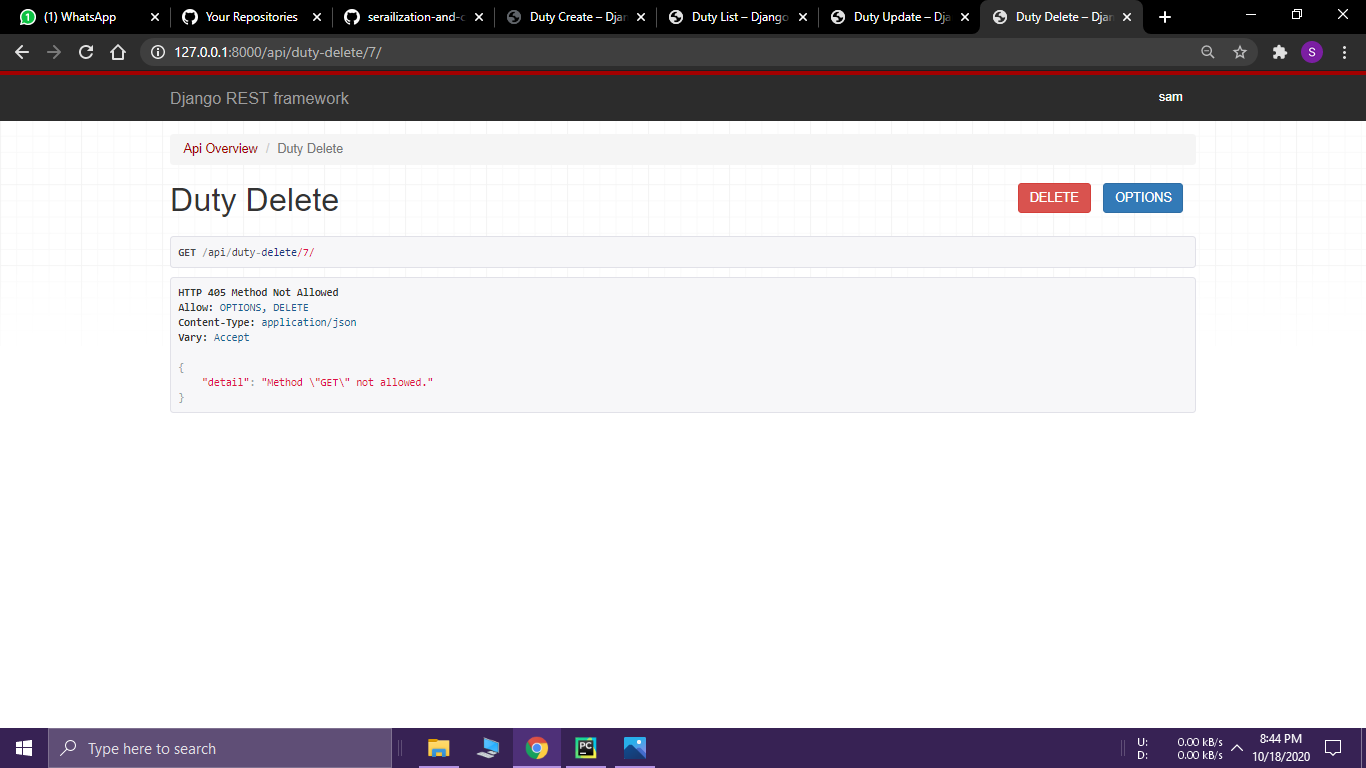 (1) WhatsApp
Your Repositories
serailization-and-c
Duty Create – Djan
Duty List – Django
Duty Update – Dja
Duty Delete – Djan
127.0.0.1:8000/api/duty-delete/7/
S
Django REST framework
sam
Api Overview / Duty Delete
Duty Delete
DELETE
OPTIONS
GET /api/duty-delete/7/
HTTP 405 Method Not Allowed
Allow: OPTIONS, DELETE
Content-Type: application/json
Vary: Accept
{
"detail": "Method \"GET\" not allowed."
}
Type here to search
PC
U: 0.00 kB/s
D: 0.00 kB/s
8:44 PM
10/18/2020